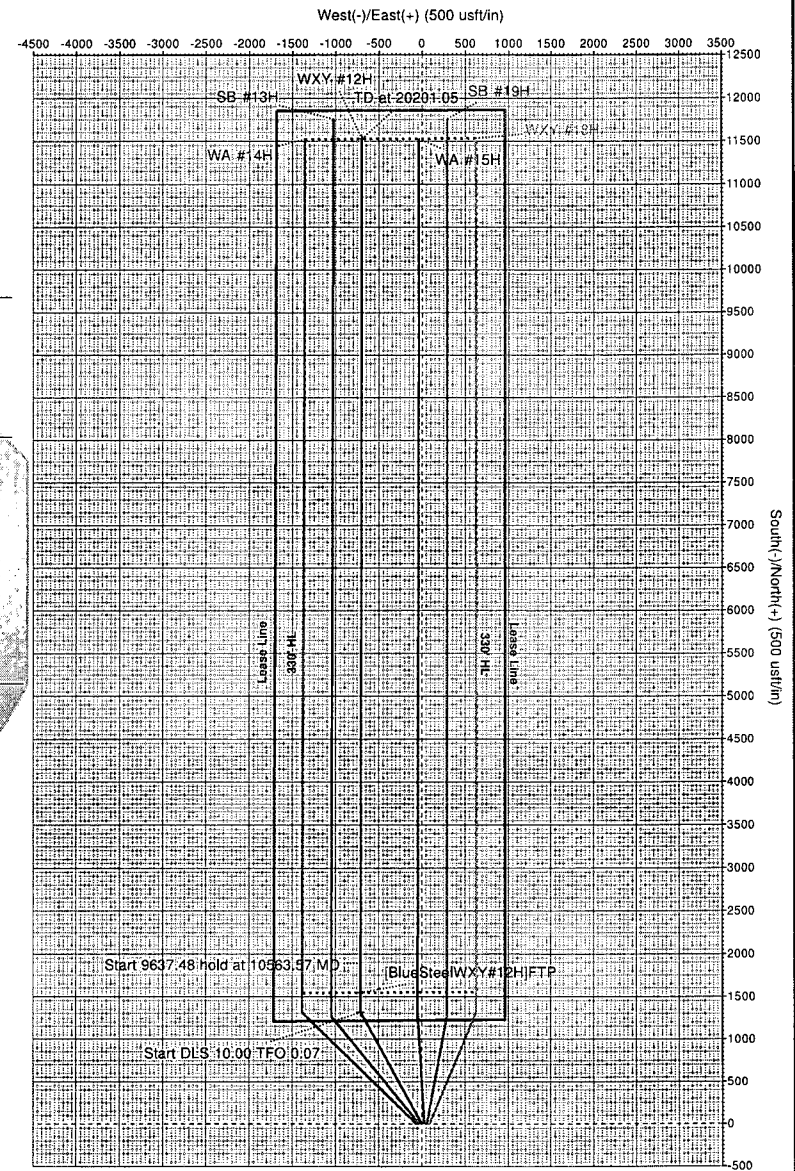 West(-)/East(+) (500 usft/in)
-4500 -4000 -3500 -3000 -2500 -2000 -1500 -1000 -500 0 500 1000 1500 2000 2500 3000 3500
12500
WXY #12H
SB #13H
TD at 20201.05
SB #19H
12000
WXY #18H
11500
WA #14H
WA #15H
11000
10500
10000
9500
9000
8500
8000
7500
7000
South(-)/North(+) (500 usft/in)
6500
6000
Lease Line
330' HL
330' HL
Lease Line
5500
5000
4500
4000
3500
3000
2500
2000
Start 9637.48 hold at 10563.57 MD
[BlueSteelWXY#12H]FTP
1500
1000
Start DLS 10.00 TFO 0.07
500
0
-500